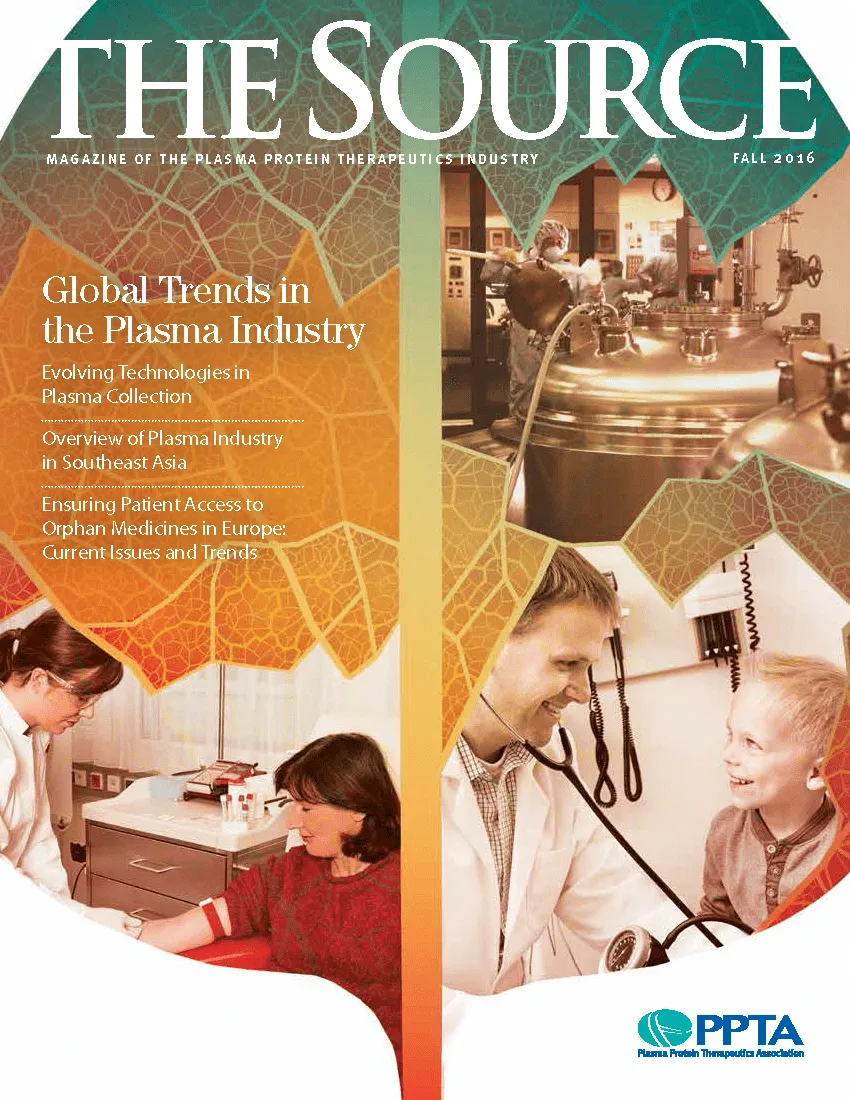 THE SOURCE
MAGAZINE OF THE PLASMA PROTEIN THERAPEUTICS INDUSTRY
FALL 2016
Global Trends in
the Plasma Industry
Evolving Technologies in
Plasma Collection
Overview of Plasma Industry
in Southeast Asia
Ensuring Patient Access to
Orphan Medicines in Europe:
Current Issues and Trends
PPTA
Plasma Protein Therapeutics Association